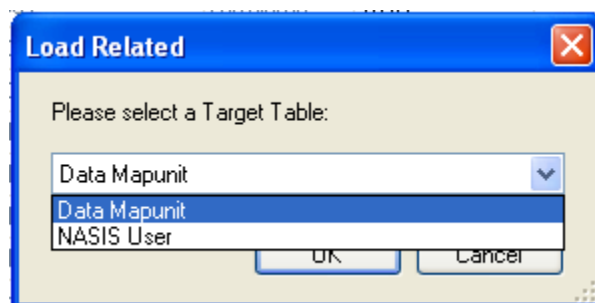 Load Related
Please select a Target Table:
Data Mapunit
Data Mapunit
NASIS User
OK Cancel